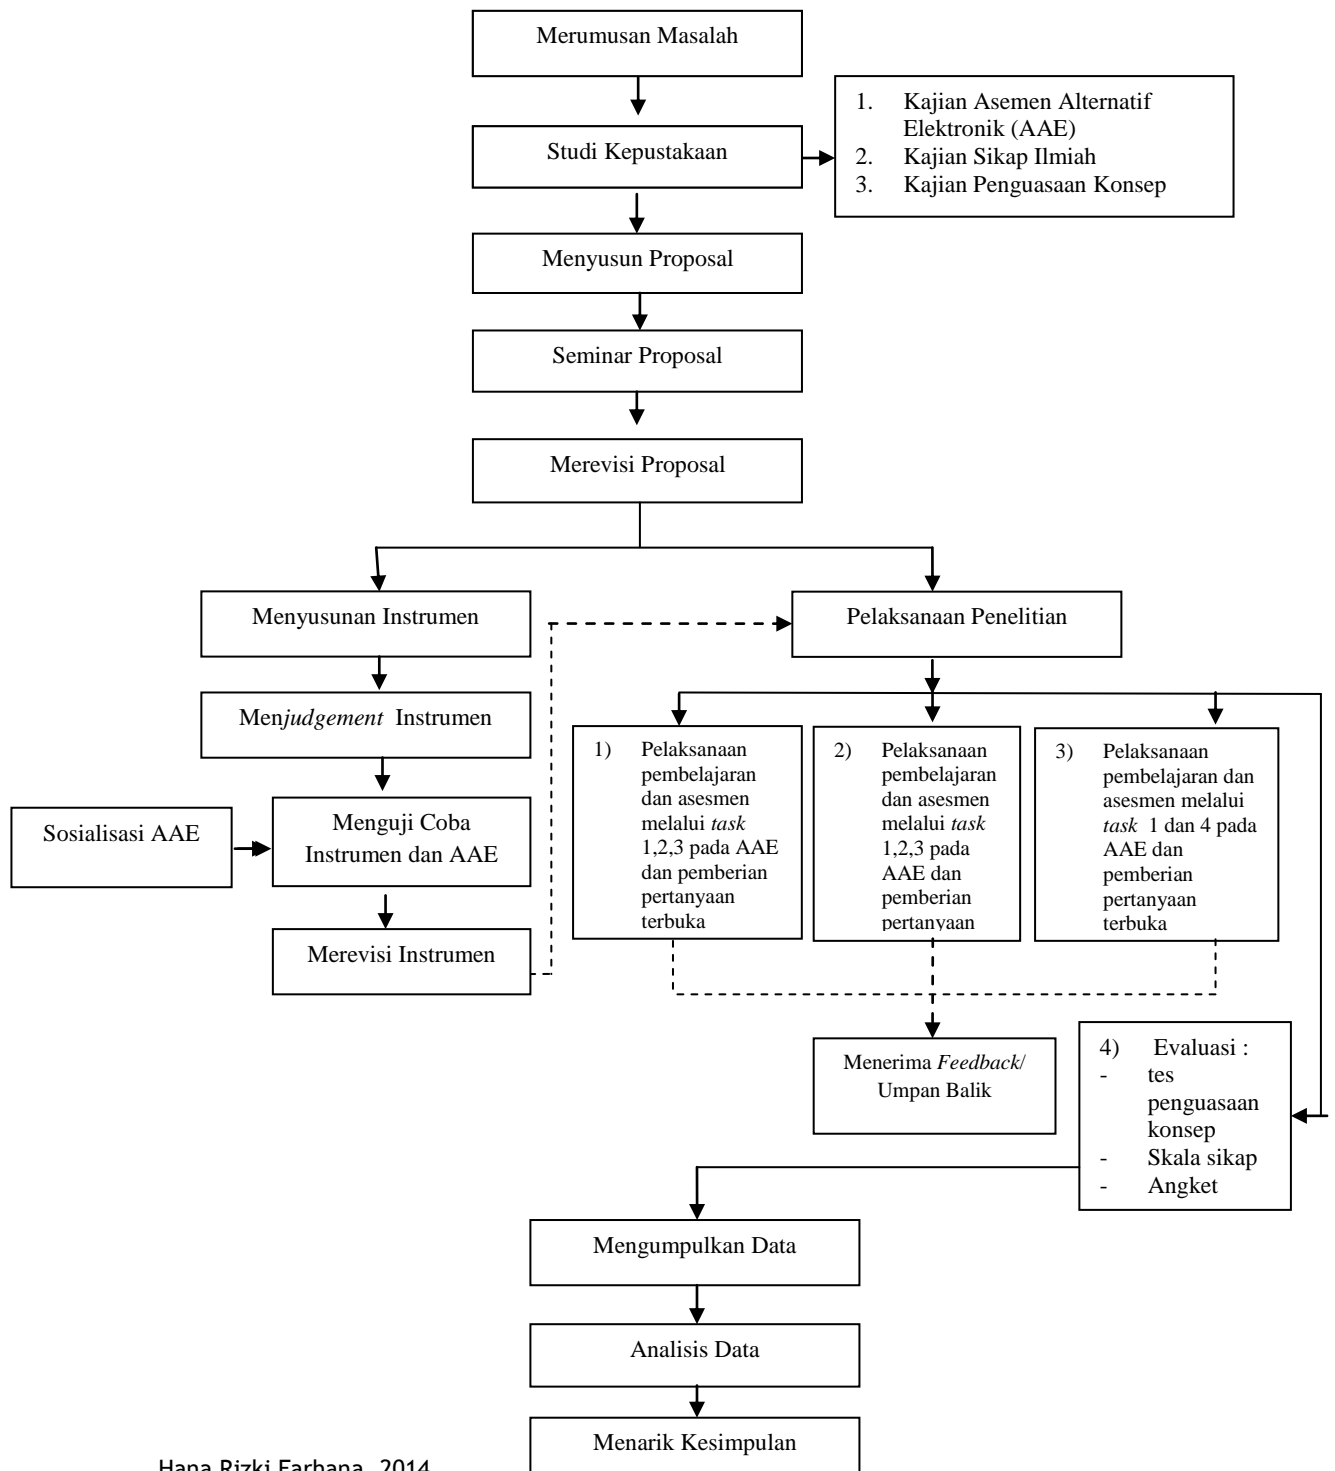 Merumusan Masalah
Studi Kepustakaan
1. Kajian Asemen Alternatif
Elektronik (AAE)
2. Kajian Sikap Ilmiah
3. Kajian Penguasaan Konsep
Menyusun Proposal
Seminar Proposal
Merevisi Proposal
Menyusunan Instrumen
Pelaksanaan Penelitian
Menjudgement Instrumen
Sosialisasi AAE
Menguji Coba
Instrumen dan AAE
Merevisi Instrumen
1) Pelaksanaan
pembelajaran
dan asesmen
melalui task
1,2,3 pada AAE
dan pemberian
pertanyaan
terbuka
2) Pelaksanaan
pembelajaran
dan asesmen
melalui task
1,2,3 pada
AAE dan
pemberian
pertanyaan
3) Pelaksanaan
pembelajaran dan
asesmen melalui
task 1 dan 4 pada
AAE dan
pemberian
pertanyaan
terbuka
Menerima Feedback/
Umpan Balik
4) Evaluasi :
- tes
penguasaan
konsep
- Skala sikap
- Angket
Mengumpulkan Data
Analisis Data
Menarik Kesimpulan
Hana Rizki Farhana, 2014